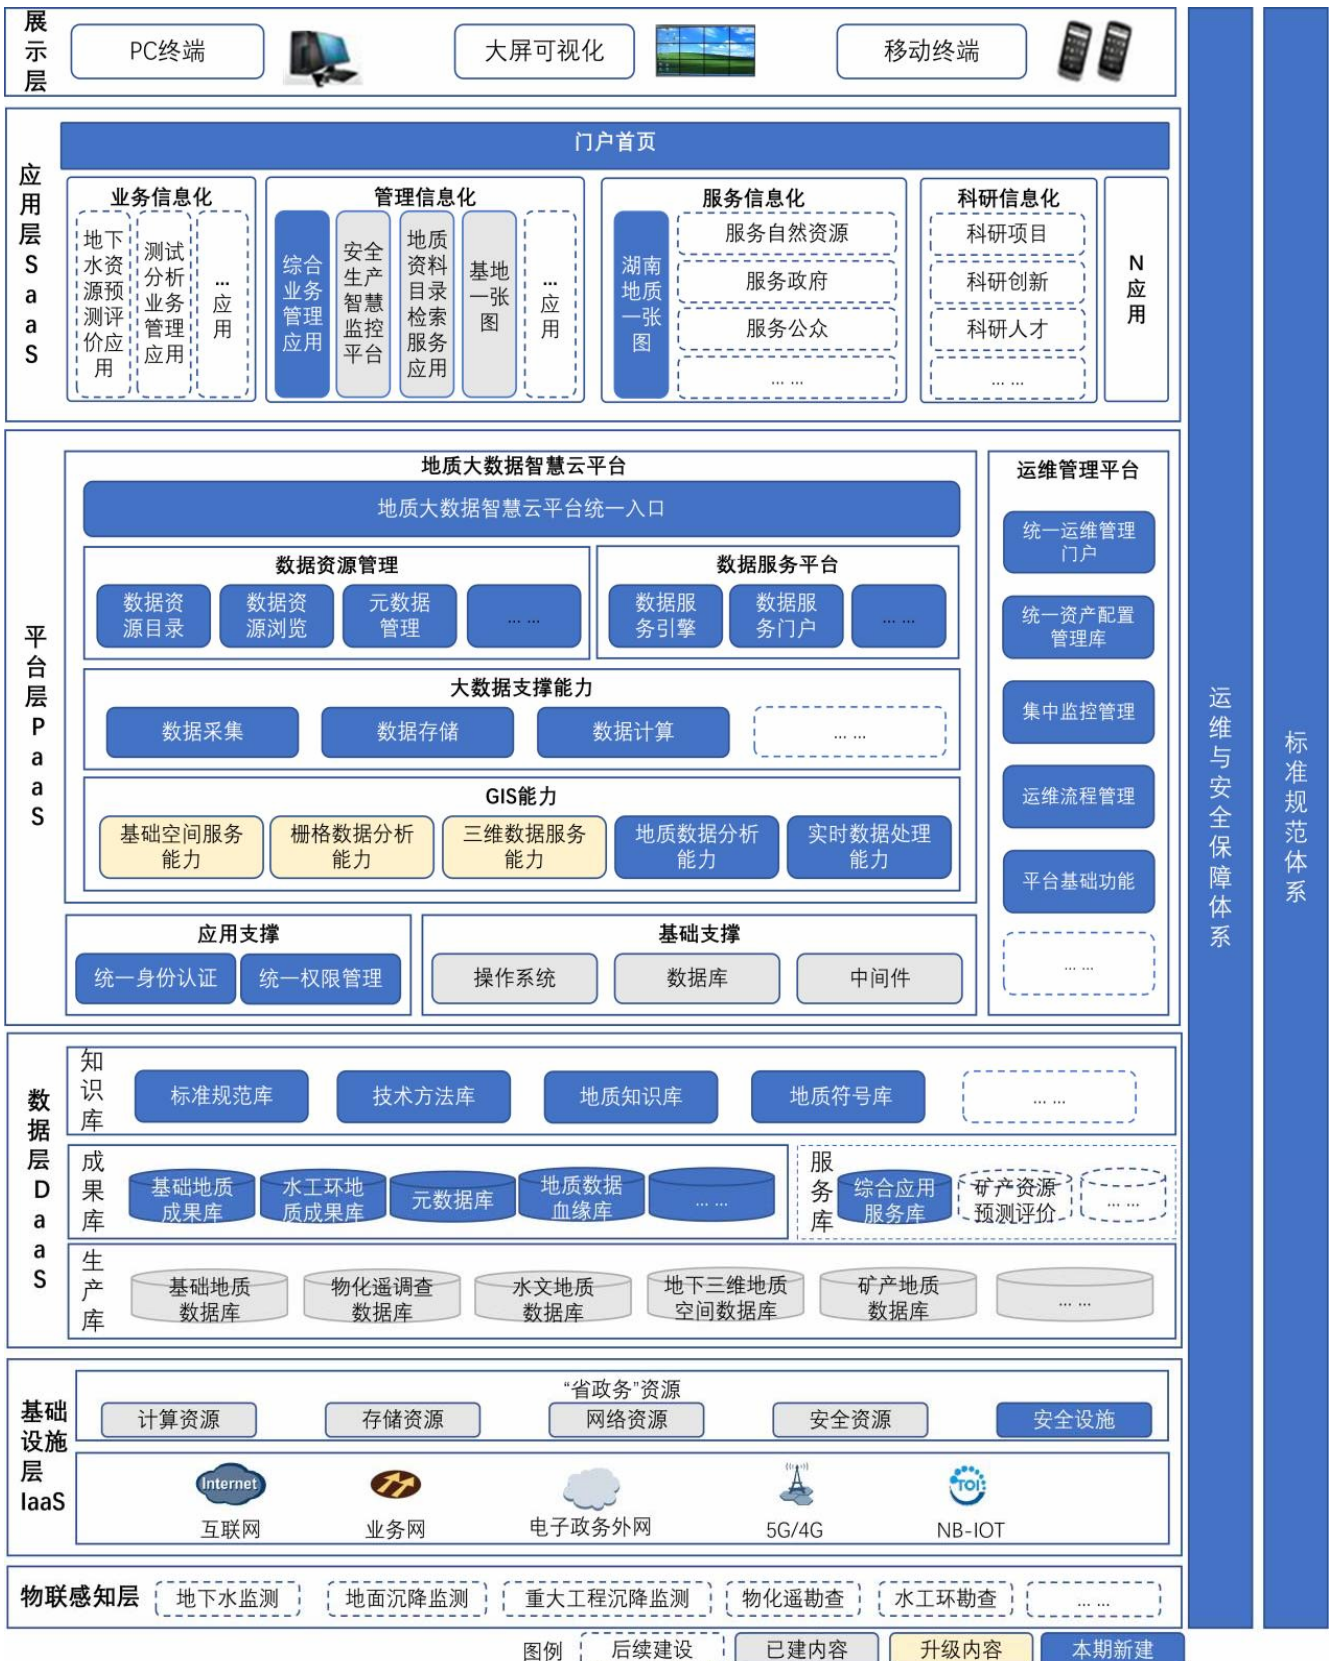 展
示
层
PC终端
大屏可视化
移动终端
应
用
层
S
a
a
S
门户首页
业务信息化
地下
水资
源预
测评
价应
用
测试
分析
业务
管理
应用
...
应
用
管理信息化
综合
业务
管理
应用
安全
生产
智慧
监控
平台
地质
资料
目录
检索
服务
应用
基地
一张
图
...
应
用
服务信息化
湖南
地质
一张
图
服务自然资源
服务政府
服务公众
... ...
科研信息化
科研项目
科研创新
科研人才
... ...
N
应
用
平
台
层
P
a
a
S
地质大数据智慧云平台
地质大数据智慧云平台统一入口
数据资源管理
数据资
源目录
数据资
源浏览
元数据
管理
... ...
数据服务平台
数据服
务引擎
数据服
务门户
... ...
大数据支撑能力
数据采集
数据存储
数据计算
... ...
GIS能力
基础空间服务
能力
栅格数据分析
能力
三维数据服务
能力
地质数据分析
能力
实时数据处理
能力
应用支撑
统一身份认证
统一权限管理
基础支撑
操作系统
数据库
中间件
运维管理平台
统一运维管理
门户
统一资产配置
管理库
集中监控管理
运维流程管理
平台基础功能
... ...
数
据
层
D
a
a
S
知
识
库
标准规范库
技术方法库
地质知识库
地质符号库
... ...
成
果
库
基础地质
成果库
水工环地
质成果库
元数据库
地质数据
血缘库
... ...
服
务
库
综合应用
服务库
矿产资源
预测评价
... ...
生
产
库
基础地质
数据库
物化遥调查
数据库
水文地质
数据库
地下三维地质
空间数据库
矿产地质
数据库
... ...
基础
设施
层
IaaS
“省政务”资源
计算资源
存储资源
网络资源
安全资源
安全设施
Internet
互联网
业务网
电子政务外网
5G/4G
TOI
NB-IOT
物联感知层
地下水监测
地面沉降监测
重大工程沉降监测
物化遥勘查
水工环勘查
... ...
运
维
与
安
全
保
障
体
系
标
准
规
范
体
系
图例
后续建设
已建内容
升级内容
本期新建